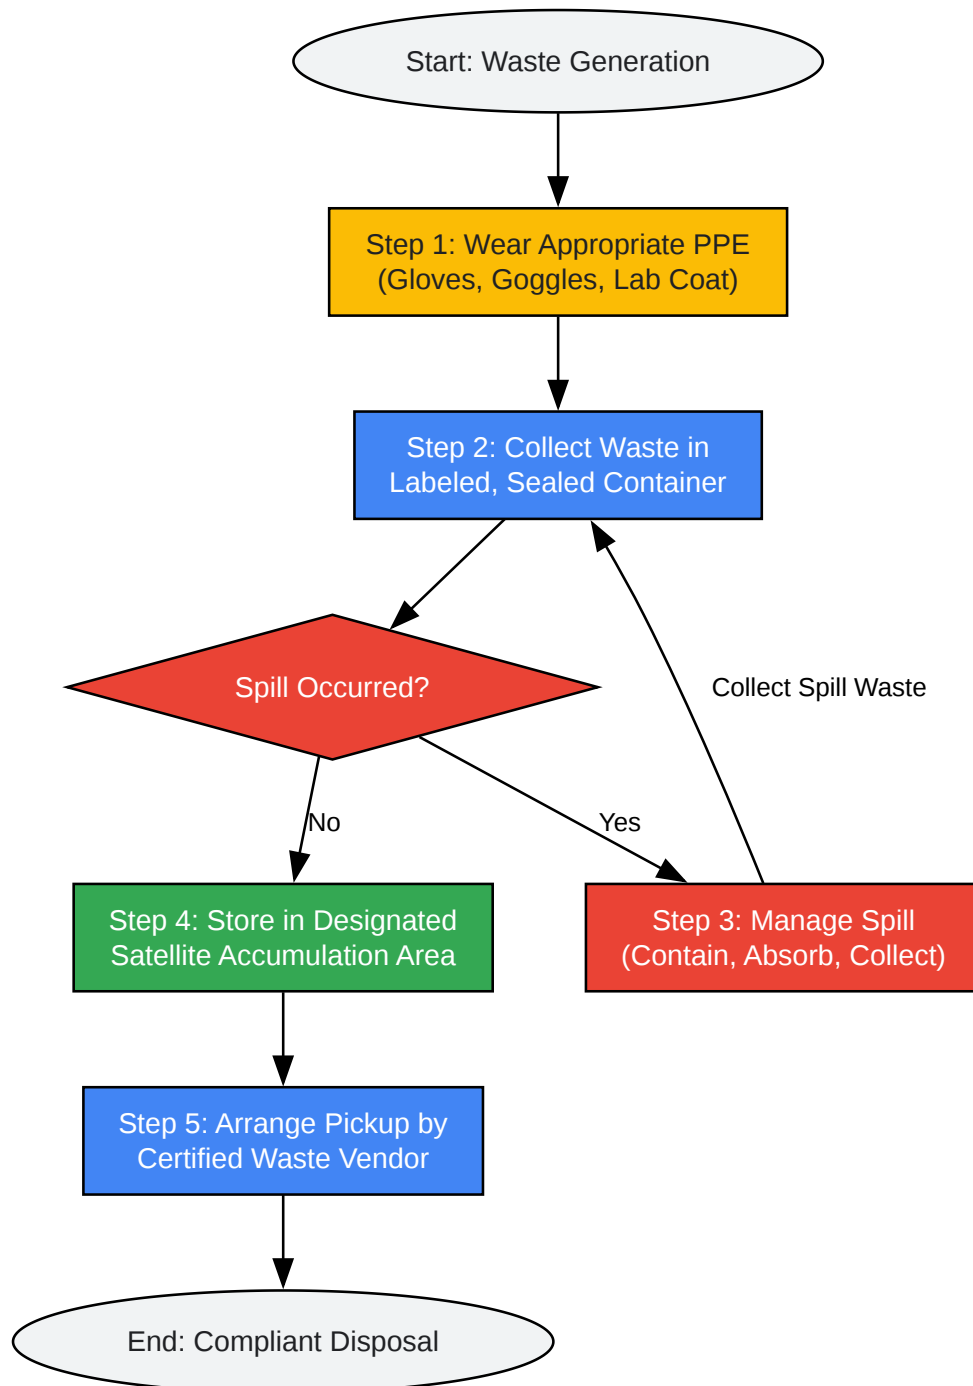 Start: Waste Generation
Step 1: Wear Appropriate PPE
(Gloves, Goggles, Lab Coat)
Step 2: Collect Waste in
Labeled, Sealed Container
Spill Occurred?
Collect Spill Waste
No
Yes
Step 4: Store in Designated
Satellite Accumulation Area
Step 3: Manage Spill
(Contain, Absorb, Collect)
Step 5: Arrange Pickup by
Certified Waste Vendor
End: Compliant Disposal